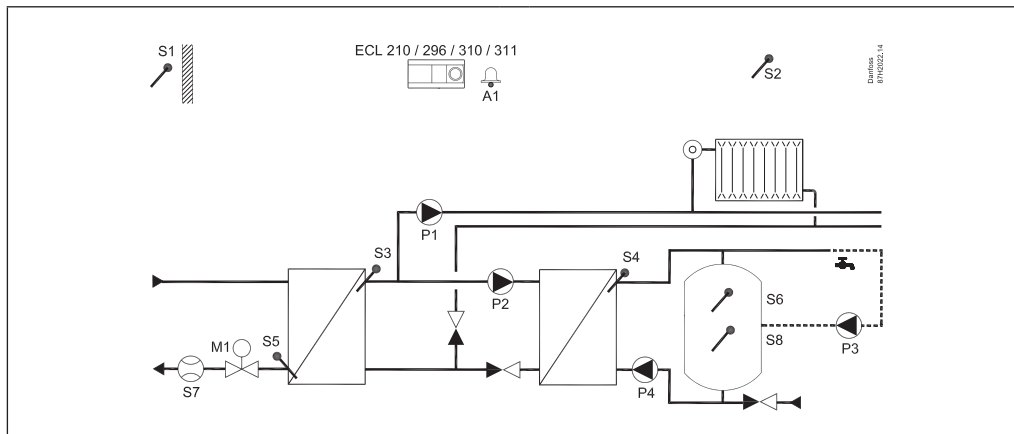 S1
ECL 210 / 296 / 310 / 311
A1
S2
Danfoss
87H2022.14
P1
S3
P2
S4
S6
S8
P3
M1
S5
S7
P4